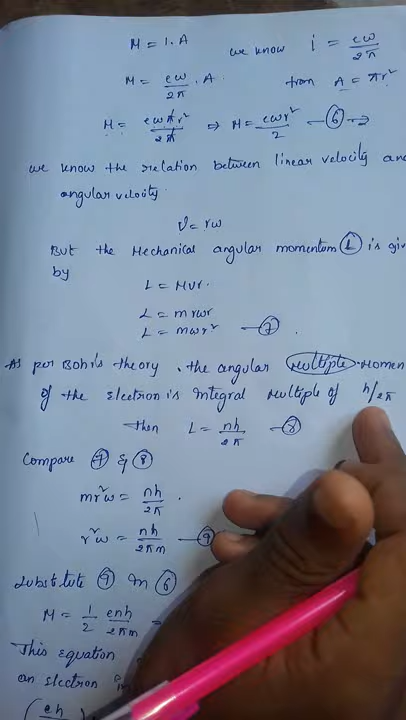 M = i . A
we know i = eω/2π
M = eω/2π . A .
from A = πr²
M = eωπr²/2π ⇒ M = eωr²/2 — ⑥ →
we know the relation between linear velocity and
angular velocity
V = rω
But the Mechanical angular momentum Ⓛ is
by
L = MVr .
L = mrωr
L = mωr² — ⑦ .
As per Bohr's theory , the angular Multiple
of the electron is integral Multiple of h/2π
Then L = nh/2π — ⑧
Compare ⑦ & ⑧
mr²ω = nh/2π .
r²ω = nh/2πm — ⑨
Substitute ⑨ in ⑥
M = 1/2 enh/2πm =
This equation
an electron in
(eh